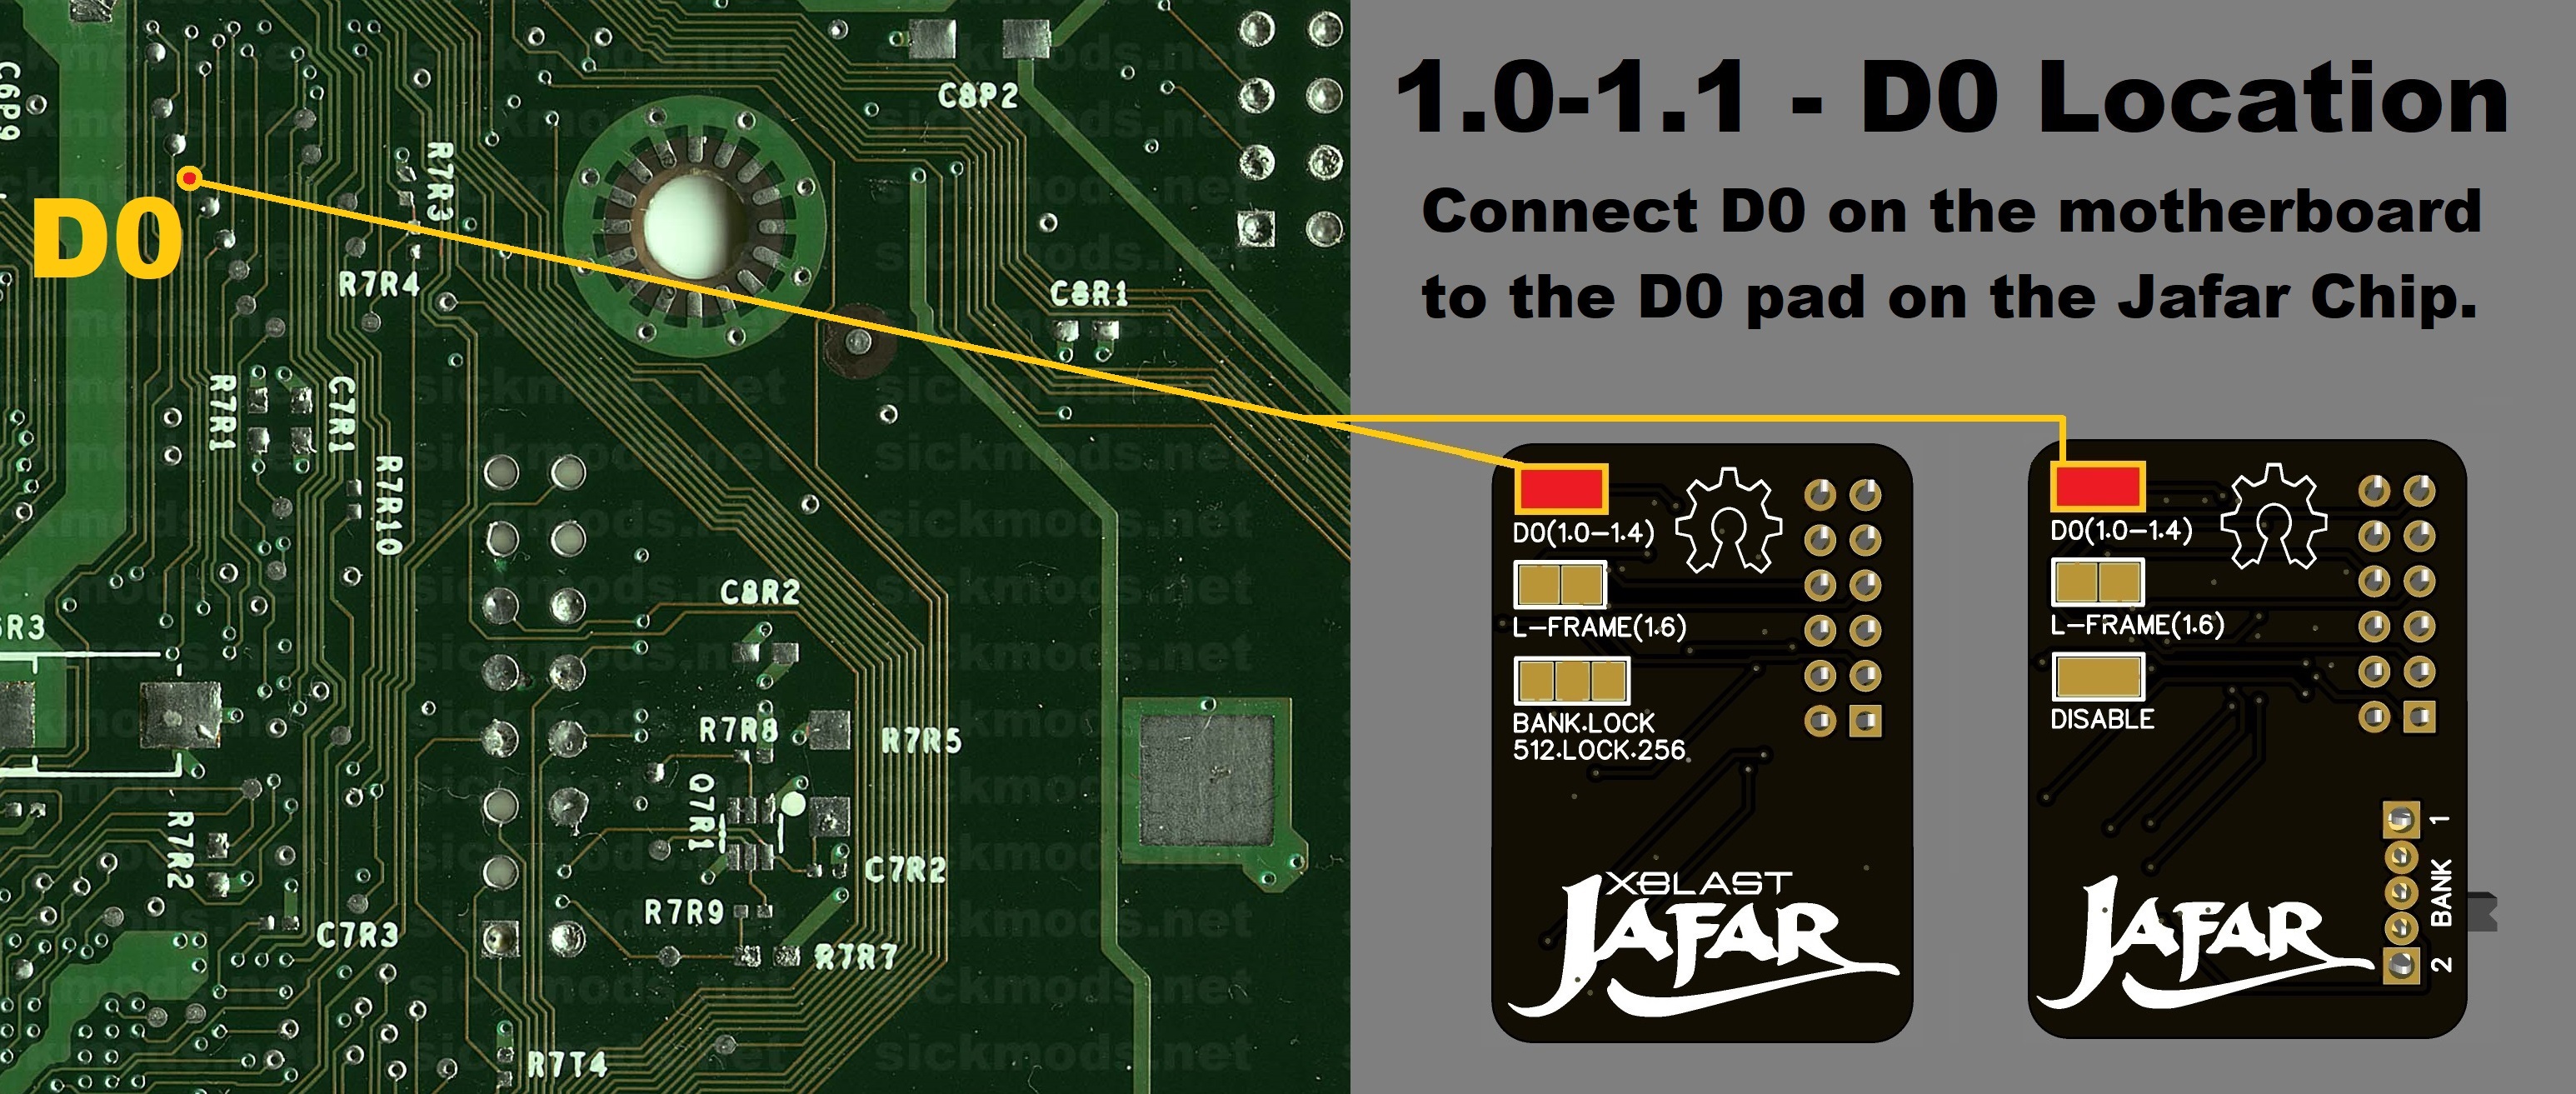 1.0-1.1 - D0 Location
Connect D0 on the motherboard
to the D0 pad on the Jafar Chip.
D0
C6P9
C8P2
R7R3
R7R4
C8R1
R7R1
C7R1
R7R10
C8R2
R7R8
R7R5
Q7R1
R7R2
C7R2
R7R9
C7R3
R7R7
R7T4
sickmods.net
D0(1.0-1.4)
L-FRAME(1.6)
BANK.LOCK
512.LOCK.256
XBLAST
JAFAR
D0(1.0-1.4)
L-FRAME(1.6)
DISABLE
1
BANK
2
JAFAR